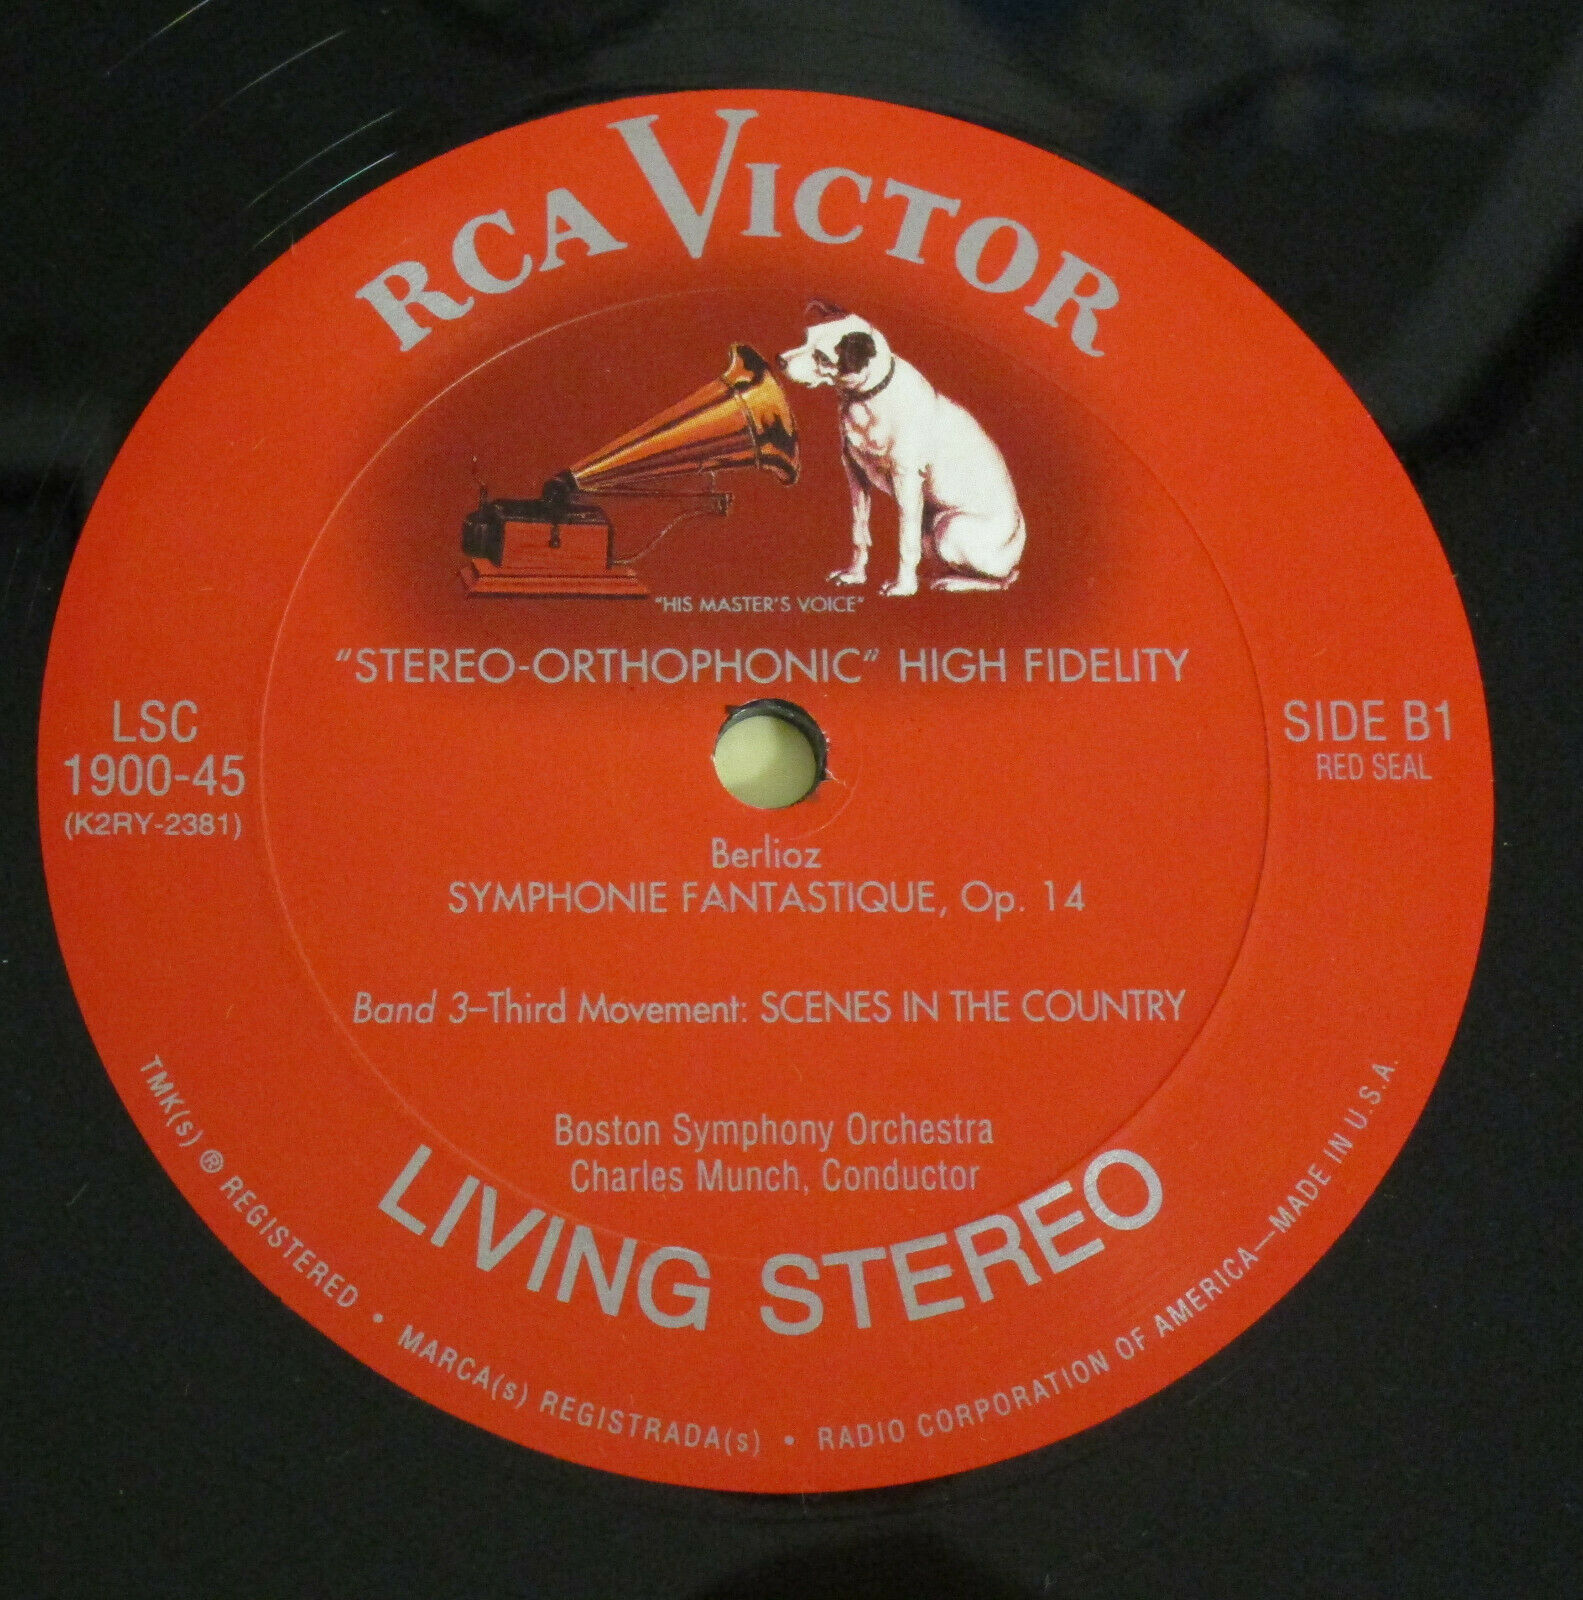 RCA VICTOR
"HIS MASTER'S VOICE"
"STEREO-ORTHOPHONIC" HIGH FIDELITY
LSC
1900-45
(K2RY-2381)
SIDE B1
RED SEAL
Berlioz
SYMPHONIE FANTASTIQUE, Op. 14
Band 3–Third Movement: SCENES IN THE COUNTRY
Boston Symphony Orchestra
Charles Munch, Conductor
LIVING STEREO
TMK(s) ® REGISTERED • MARCA(s) REGISTRADA(s) • RADIO CORPORATION OF AMERICA—MADE IN U.S.A.